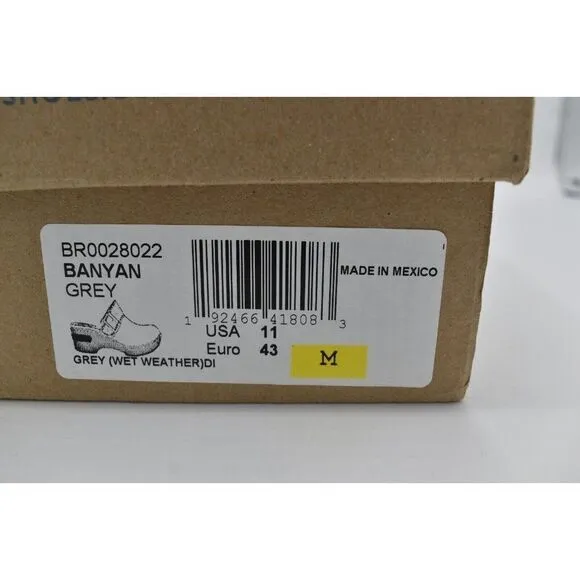 BR0028022
BANYAN
GREY
1 92466 41808 3
MADE IN MEXICO
USA 11
Euro 43
M
GREY (WET WEATHER)DI